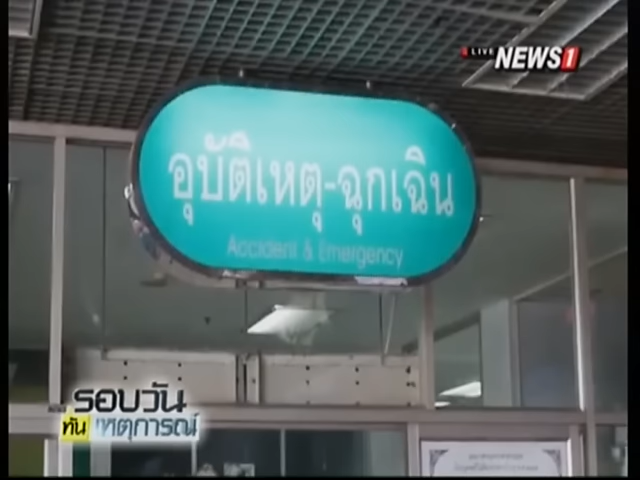 LIVE NEWS1
อุบัติเหตุ-ฉุกเฉิน
Accident & Emergency
รอบวัน
ทันเหตุการณ์